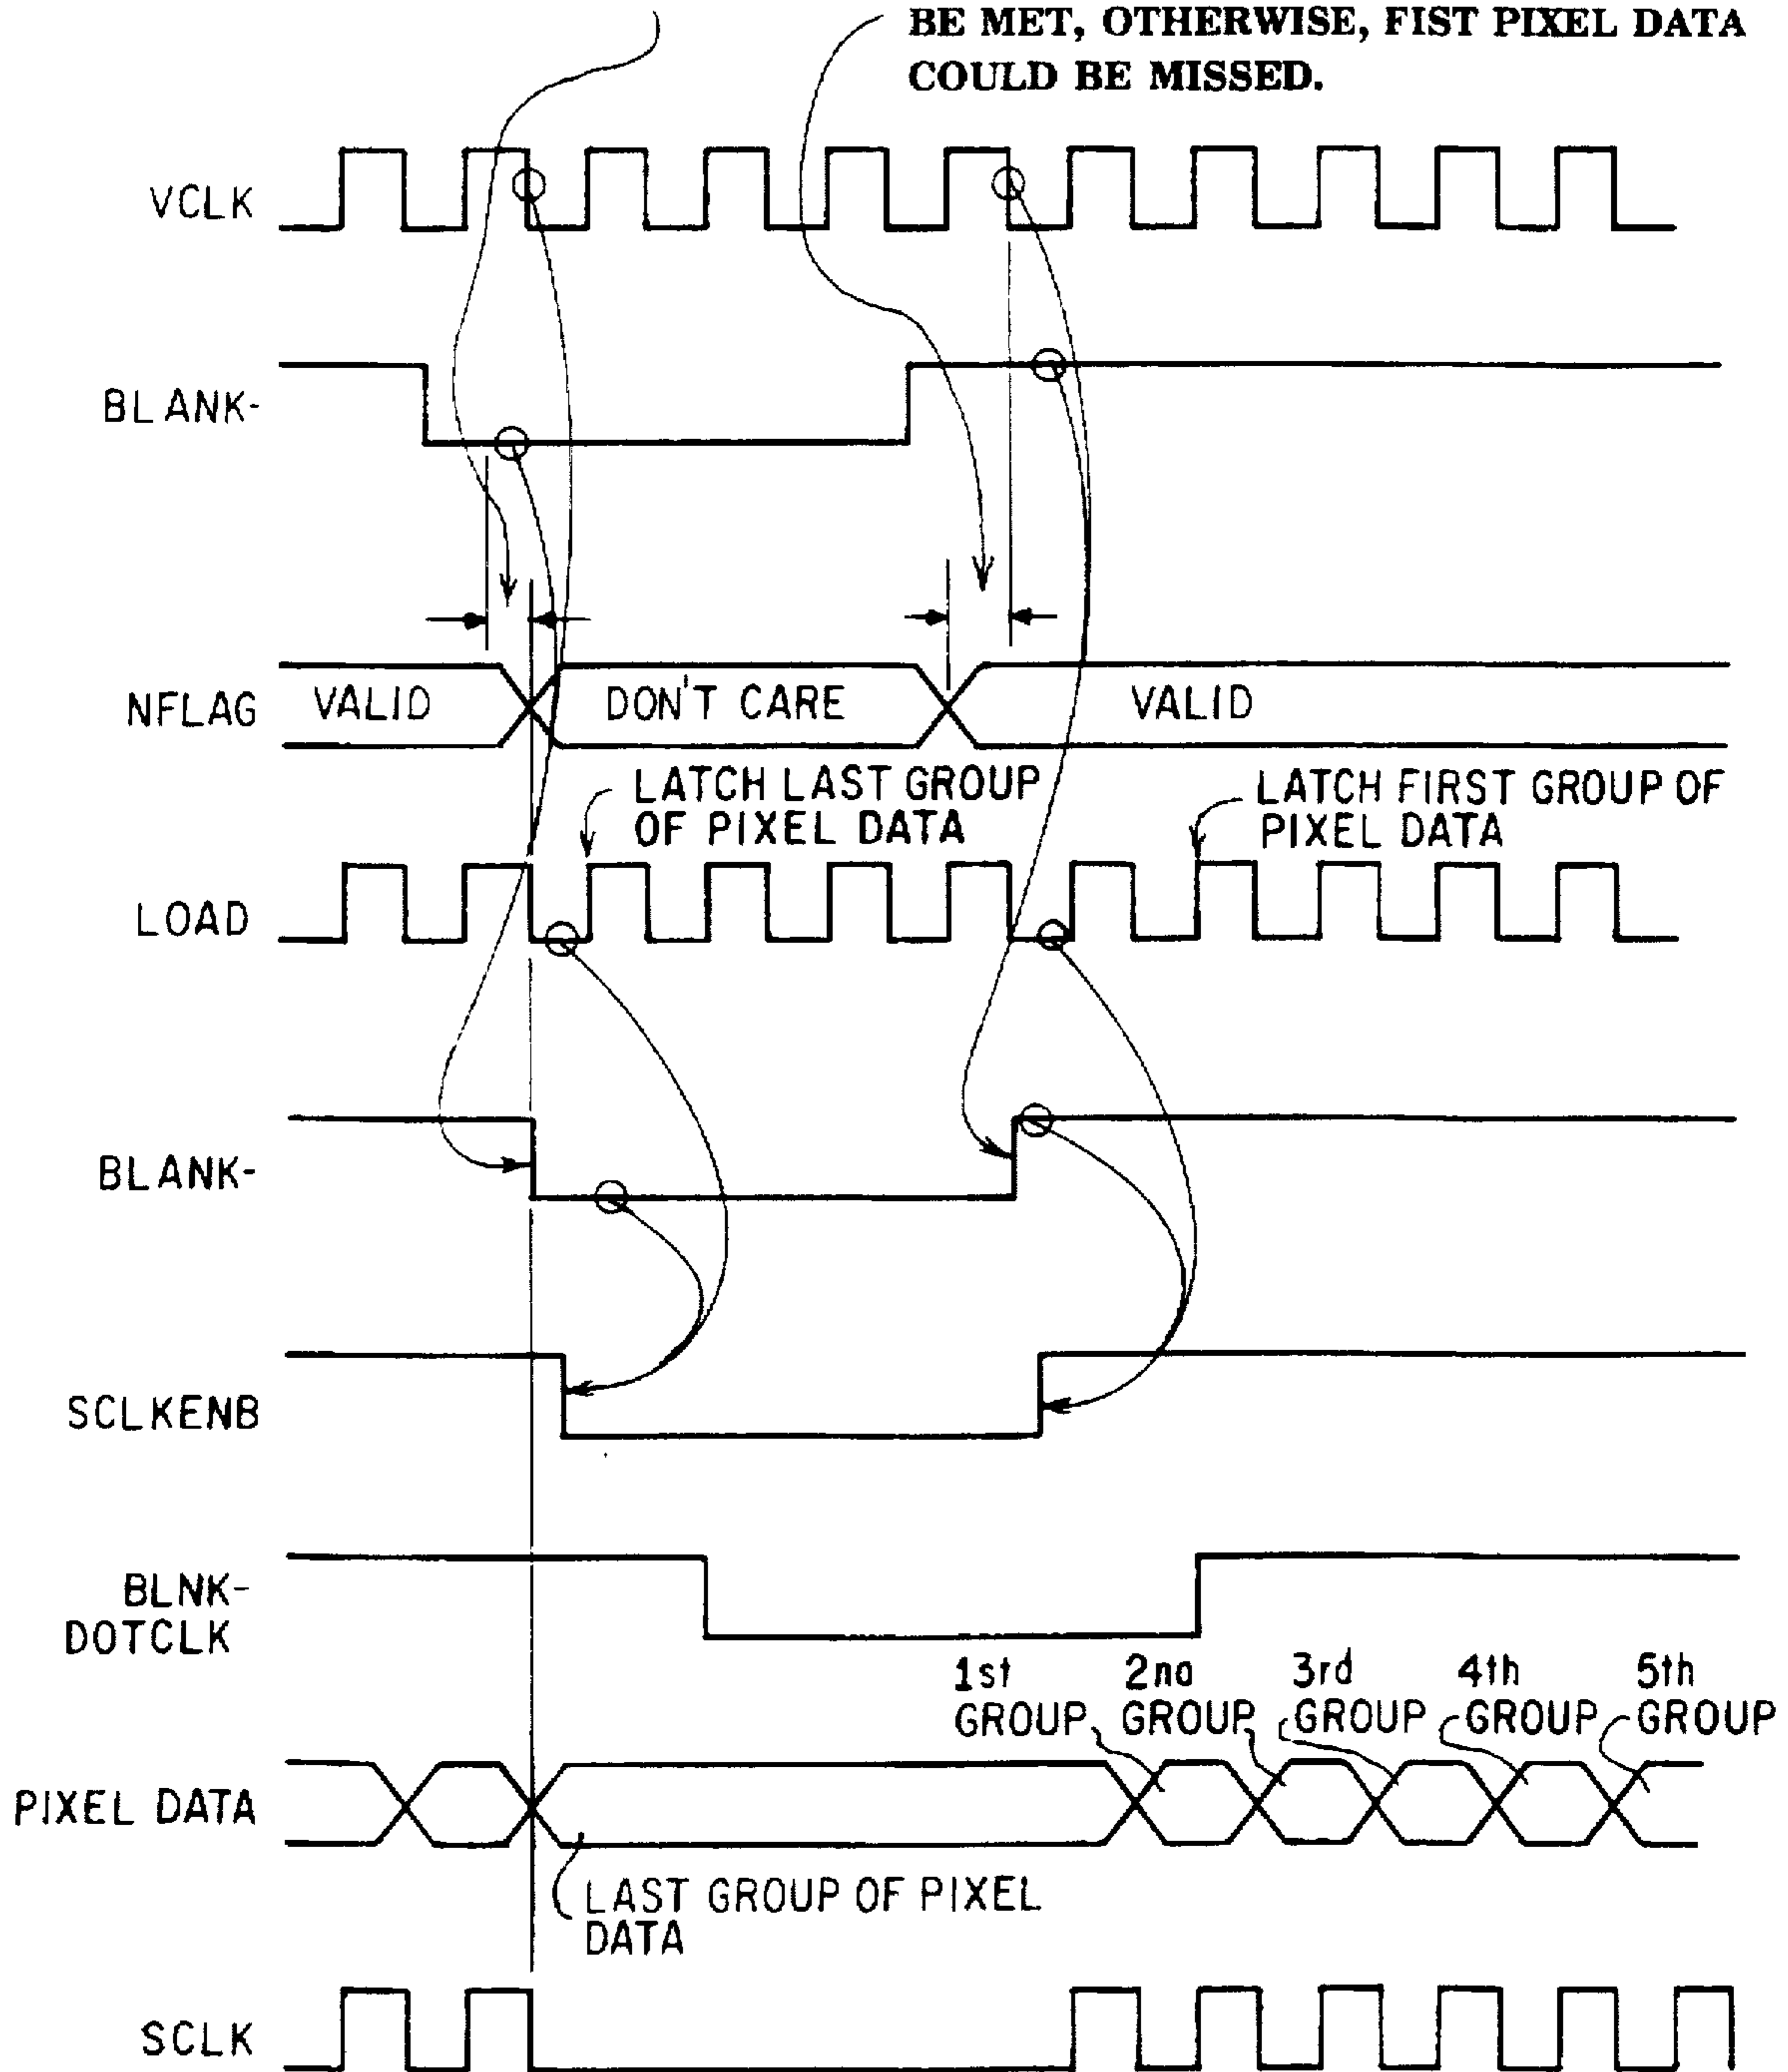 BE MET, OTHERWISE, FIST PIXEL DATA
COULD BE MISSED.
VCLK
BLANK-
NFLAG
VALID
DON'T CARE
VALID
LATCH LAST GROUP
OF PIXEL DATA
LATCH FIRST GROUP OF
PIXEL DATA
LOAD
BLANK-
SCLKENB
BLNK-
DOTCLK
1st
GROUP
2nd
GROUP
3rd
GROUP
4th
GROUP
5th
GROUP
PIXEL DATA
LAST GROUP OF PIXEL
DATA
SCLK